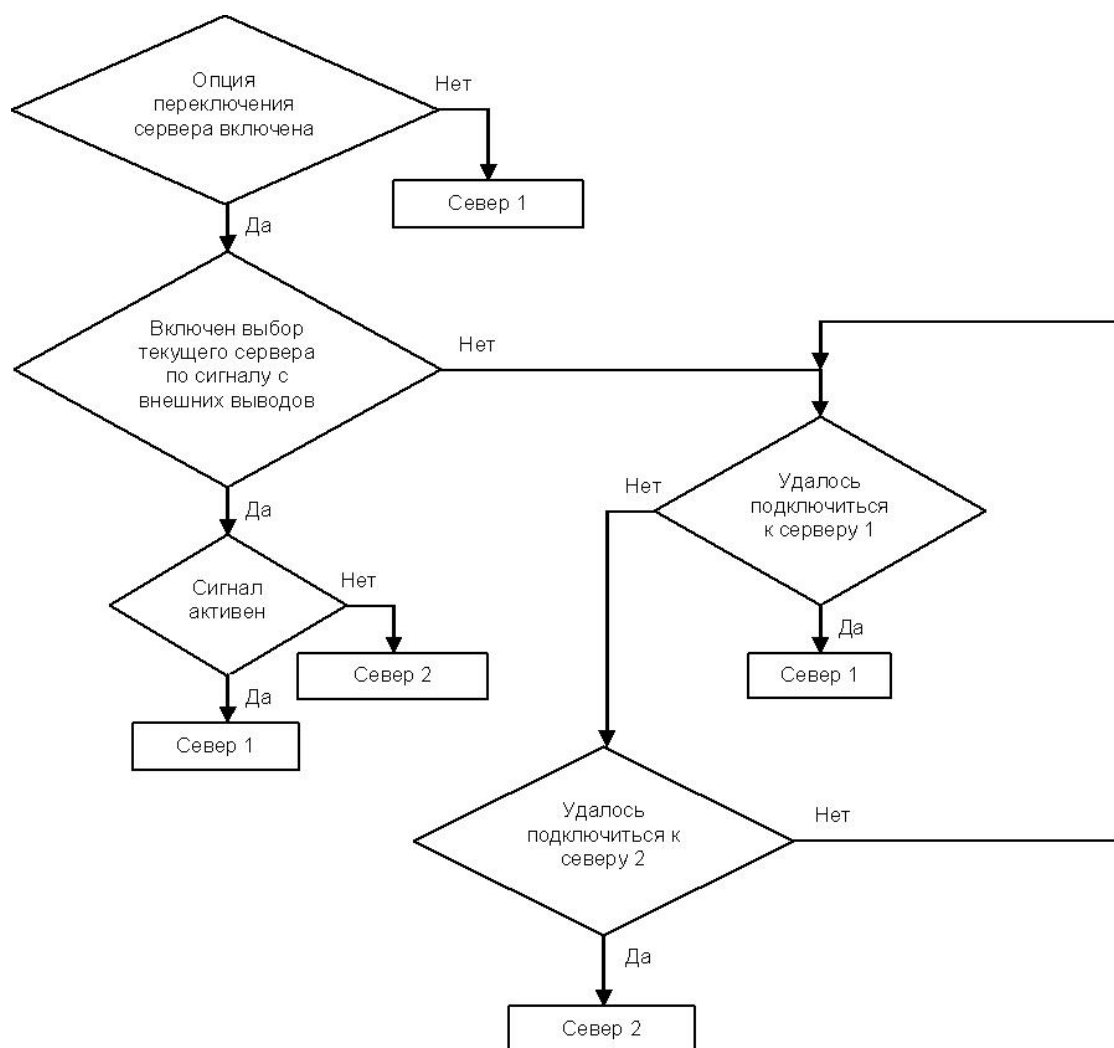 Опция
переключения
сервера включена
Нет
Север 1
Да
Включен выбор
текущего сервера
по сигналу с
внешних выводов
Нет
Да
Удалось
подключиться
к серверу 1
Нет
Да
Север 1
Сигнал
активен
Нет
Север 2
Да
Север 1
Удалось
подключиться к
северу 2
Нет
Да
Север 2